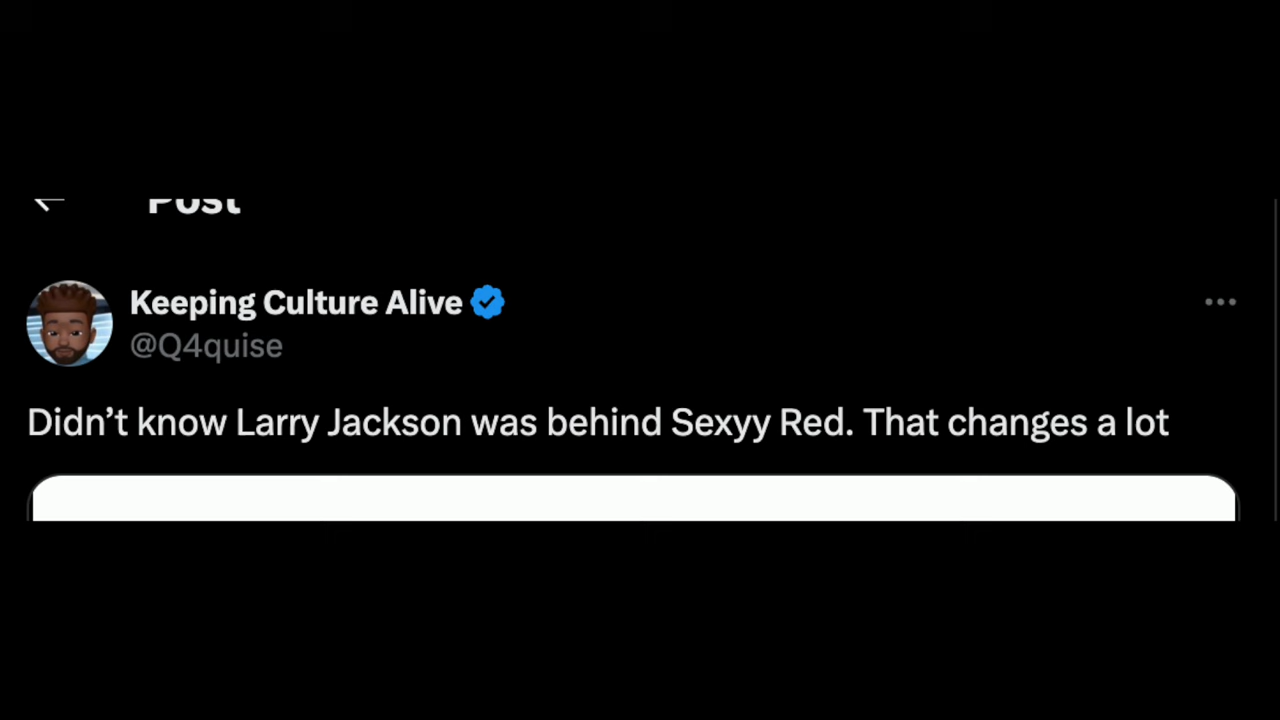 Post
Keeping Culture Alive
@Q4quise
Didn’t know Larry Jackson was behind Sexyy Red. That changes a lot